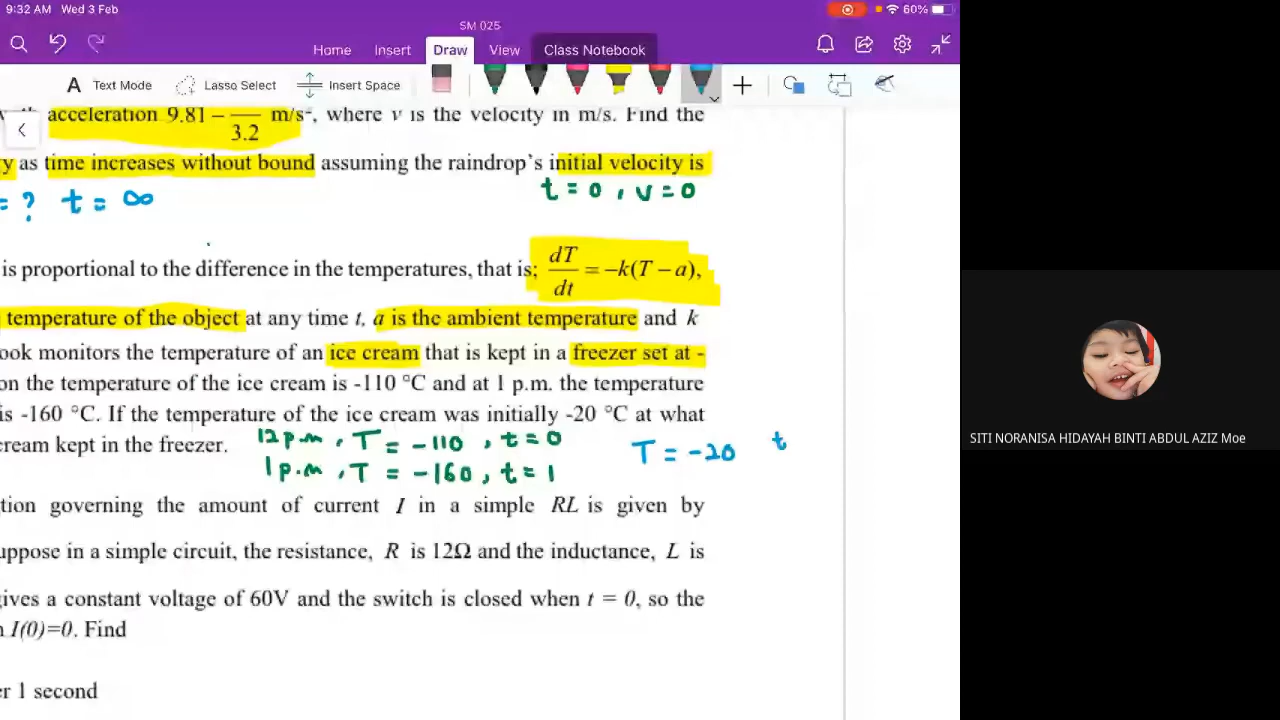 9:32 AM Wed 3 Feb
60%
SM 025
Home Insert Draw View Class Notebook
A Text Mode Lasso Select Insert Space
acceleration 9.81 − 3.2 m/s², where v is the velocity in m/s. Find the
as time increases without bound assuming the raindrop's initial velocity is
= ? t = ∞
t = 0 , v = 0
is proportional to the difference in the temperatures, that is; dT/dt = −k(T − a),
temperature of the object at any time t, a is the ambient temperature and k
ook monitors the temperature of an ice cream that is kept in a freezer set at -
on the temperature of the ice cream is -110 °C and at 1 p.m. the temperature
is -160 °C. If the temperature of the ice cream was initially -20 °C at what
cream kept in the freezer.
12 p.m , T = -110 , t = 0
1 p.m , T = -160 , t = 1
T = -20 t
tion governing the amount of current I in a simple RL is given by
uppose in a simple circuit, the resistance, R is 12Ω and the inductance, L is
gives a constant voltage of 60V and the switch is closed when t = 0, so the
n I(0)=0. Find
er 1 second
SITI NORANISA HIDAYAH BINTI ABDUL AZIZ Moe